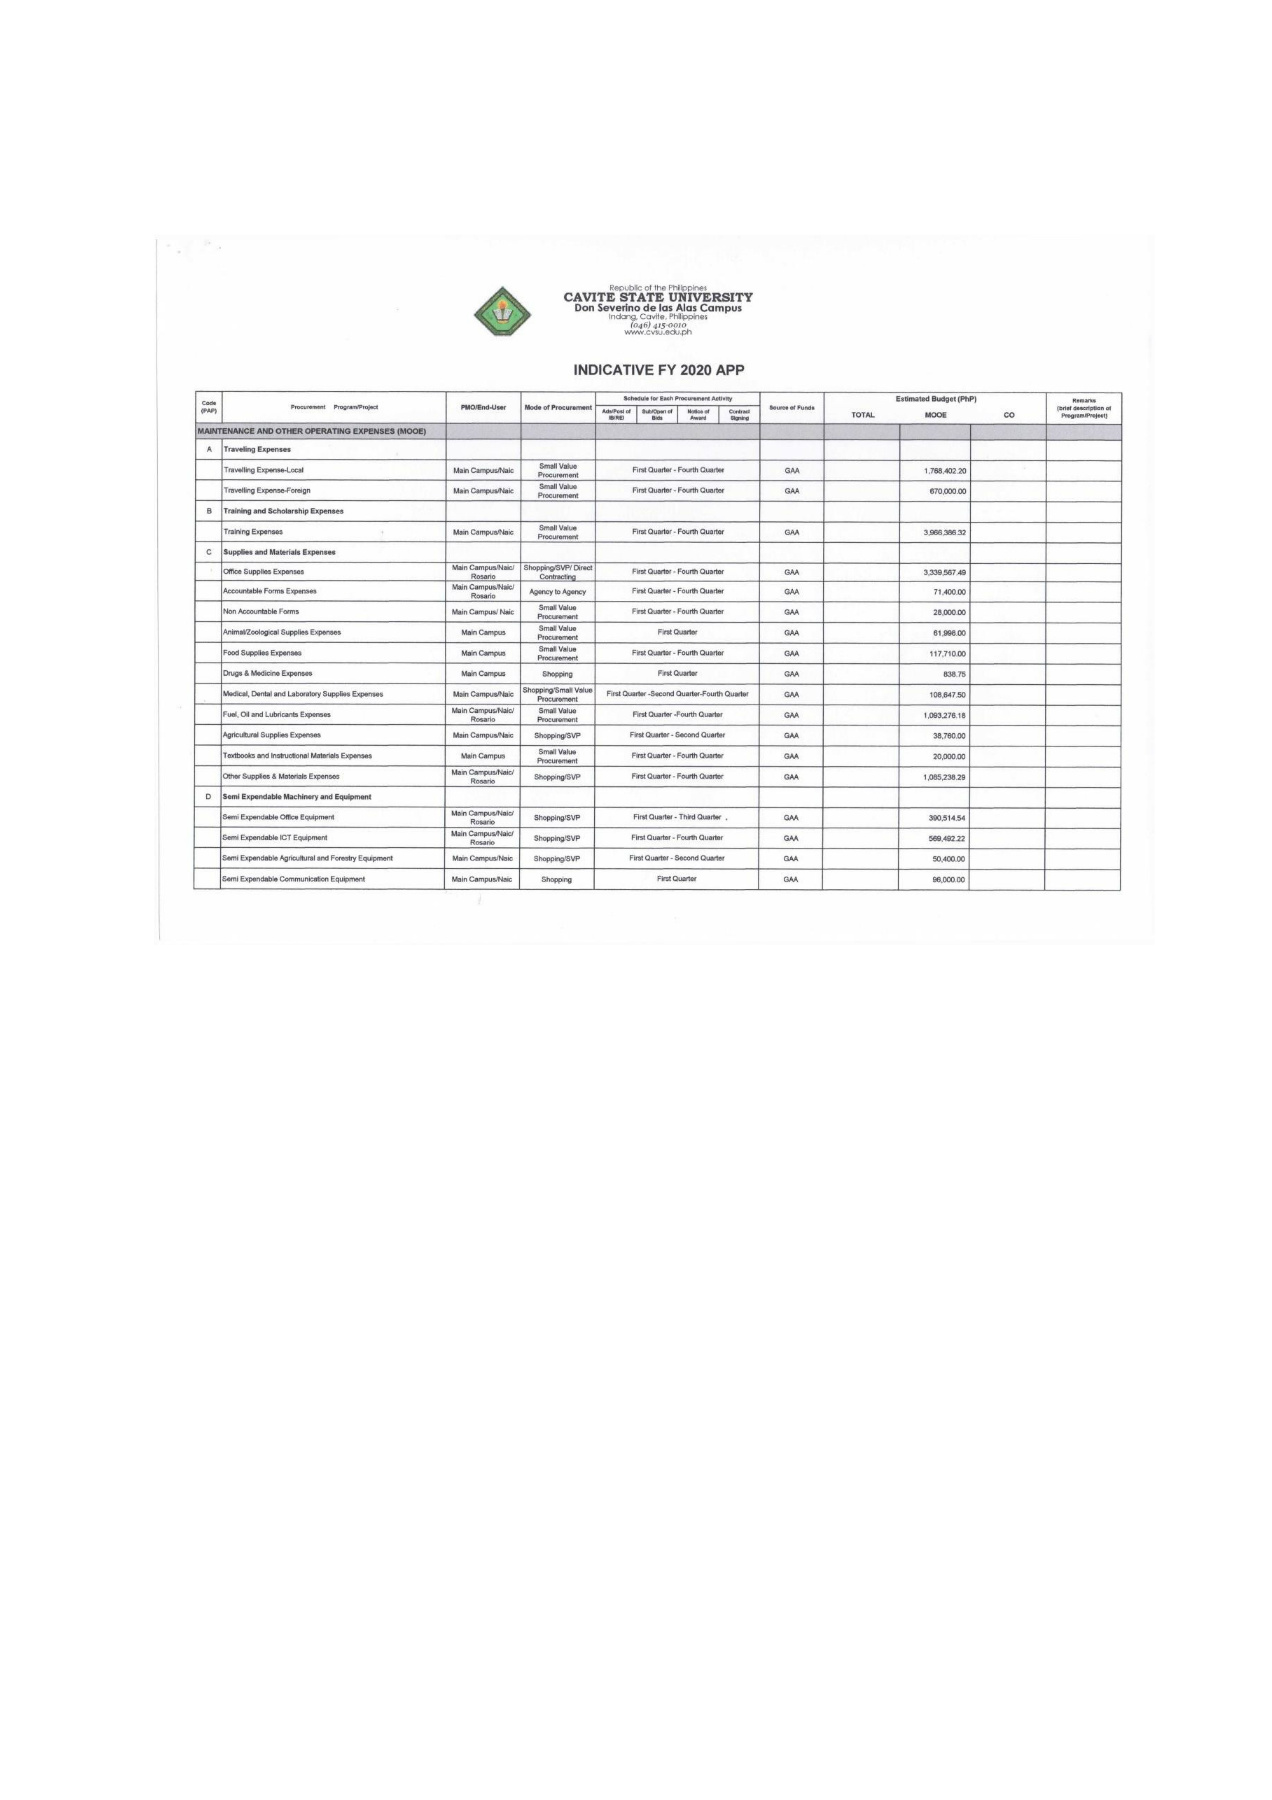 Republic of the Philippines
CAVITE STATE UNIVERSITY
Don Severino de las Alas Campus
Indang, Cavite, Philippines
(046) 415-0010
www.cvsu.edu.ph
INDICATIVE FY 2020 APP
Code (PAP) Procurement Program/Project PMO/End-User Mode of Procurement Schedule for Each Procurement Activity Source of Funds Estimated Budget (PhP) Remarks (brief description of Program/Project)
Ads/Post of IB/REI Sub/Open of Bids Notice of Award Contract Signing TOTAL MOOE CO
MAINTENANCE AND OTHER OPERATING EXPENSES (MOOE)
A Traveling Expenses
Travelling Expense-Local Main Campus/Naic Small Value Procurement First Quarter - Fourth Quarter GAA 1,768,402.20
Travelling Expense-Foreign Main Campus/Naic Small Value Procurement First Quarter - Fourth Quarter GAA 670,000.00
B Training and Scholarship Expenses
Training Expenses Main Campus/Naic Small Value Procurement First Quarter - Fourth Quarter GAA
C Supplies and Materials Expenses
Office Supplies Expenses Main Campus/Naic/ Rosario Shopping/SVP/ Direct Contracting First Quarter - Fourth Quarter GAA 3,339,567.49
Accountable Forms Expenses Main Campus/Naic/ Rosario Agency to Agency First Quarter - Fourth Quarter GAA 71,400.00
Non Accountable Forms Main Campus/ Naic Small Value Procurement First Quarter - Fourth Quarter GAA 28,000.00
Animal/Zoological Supplies Expenses Main Campus Small Value Procurement First Quarter GAA
Food Supplies Expenses Main Campus Small Value Procurement First Quarter - Fourth Quarter GAA 117,710.00
Drugs & Medicine Expenses Main Campus Shopping First Quarter GAA 838.75
Medical, Dental and Laboratory Supplies Expenses Main Campus/Naic Shopping/Small Value Procurement First Quarter -Second Quarter-Fourth Quarter GAA 108,647.50
Fuel, Oil and Lubricants Expenses Main Campus/Naic/ Rosario Small Value Procurement First Quarter -Fourth Quarter GAA 1,093,276.18
Agricultural Supplies Expenses Main Campus/Naic Shopping/SVP First Quarter - Second Quarter GAA 38,760.00
Textbooks and Instructional Materials Expenses Main Campus Small Value Procurement First Quarter - Fourth Quarter GAA 20,000.00
Other Supplies & Materials Expenses Main Campus/Naic/ Rosario Shopping/SVP First Quarter - Fourth Quarter GAA 1,085,238.29
D Semi Expendable Machinery and Equipment
Semi Expendable Office Equipment Main Campus/Naic/ Rosario Shopping/SVP First Quarter - Third Quarter GAA 390,514.54
Semi Expendable ICT Equipment Main Campus/Naic/ Rosario Shopping/SVP First Quarter - Fourth Quarter GAA 569,492.22
Semi Expendable Agricultural and Forestry Equipment Main Campus/Naic Shopping/SVP First Quarter - Second Quarter GAA 50,400.00
Semi Expendable Communication Equipment Main Campus/Naic Shopping First Quarter GAA